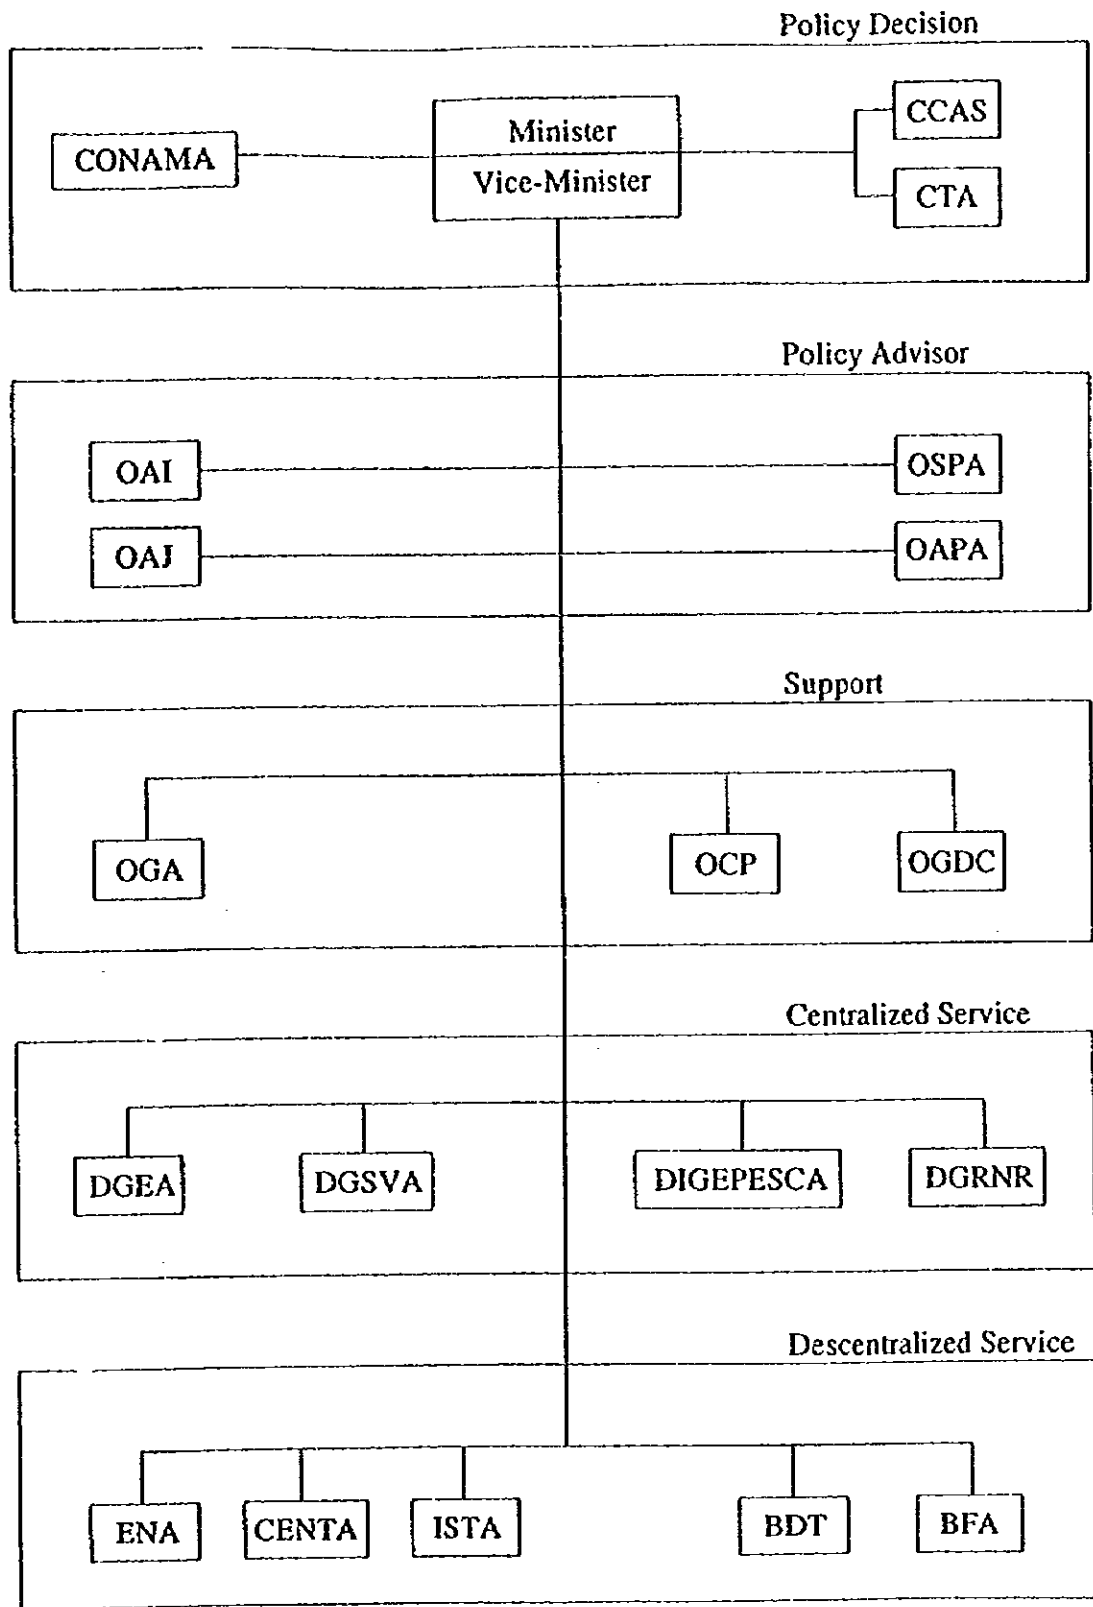 Policy Decision
CCAS
Minister
CONAMA
Vice-Minister
CTA
Policy Advisor
OAI
OSPA
OAJ
OAPA
Support
OGA
OCP
OGDC
Centralized Service
DGEA
DGSVA
DIGEPESCA
DGRNR
Descentralized Service
ENA
CENTA
ISTA
BDT
BFA